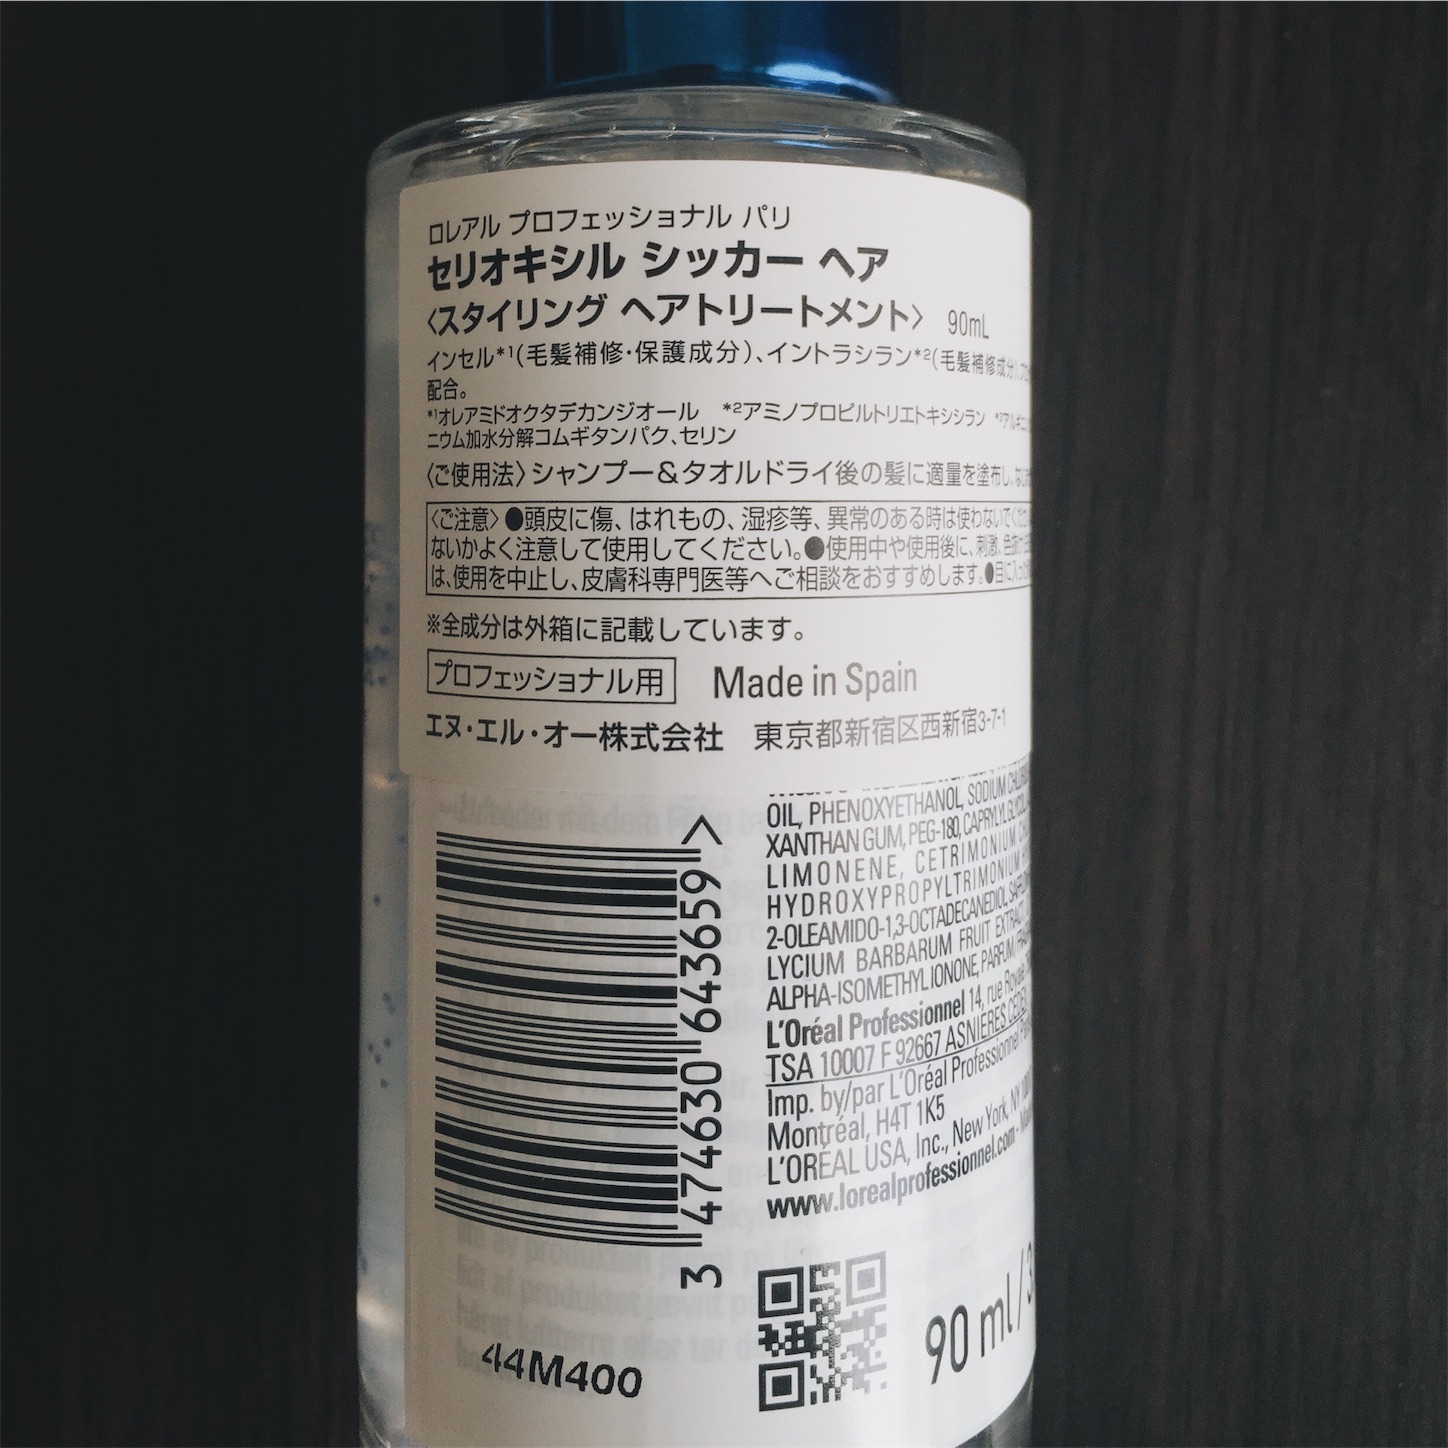 ロレアル プロフェッショナル パリ
セリオキシル シッカー ヘア
〈スタイリング ヘアトリートメント〉 90mL
インセル*1(毛髪補修・保護成分)、イントラシラン*2(毛髪補修成分)、
配合。
*1オレアミドオクタデカンジオール *2アミノプロピルトリエトキシシラン
ニウム加水分解コムギタンパク、セリン
〈ご使用法〉シャンプー&タオルドライ後の髪に適量を塗布し、
〈ご注意〉●頭皮に傷、はれもの、湿疹等、異常のある時は使わないでください
ないかよく注意して使用してください。●使用中や使用後に、刺激、
は、使用を中止し、皮膚科専門医等へご相談をおすすめします。●目に入った
※全成分は外箱に記載しています。
プロフェッショナル用 Made in Spain
エヌ・エル・オー株式会社 東京都新宿区西新宿3-7-1
OIL, PHENOXYETHANOL, SODIUM
XANTHAN GUM, PEG-180, CAPRYLYL GLYCOL,
LIMONENE, CETRIMONIUM
HYDROXYPROPYLTRIMONIUM
2-OLEAMIDO-1,3-OCTADECANEDIOL,
LYCIUM BARBARUM FRUIT EXTRACT,
ALPHA-ISOMETHYL IONONE, PARFUM/
L'Oréal Professionnel 14, rue Royale
TSA 10007 F 92667 ASNIERES CEDEX
Imp. by/par L'Oréal Professionnel
Montréal, H4T 1K5
L'ORÉAL USA, Inc., New York, NY
www.lorealprofessionnel.com
3 474630 643659 >
90 ml/3
44M400